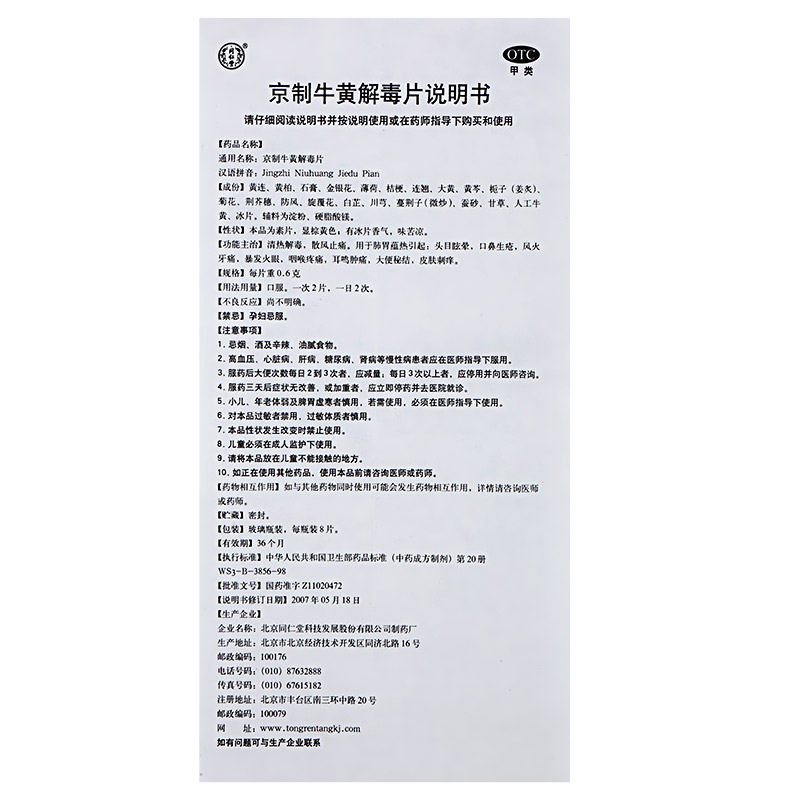 同仁堂
®
OTC
甲类
京制牛黄解毒片说明书
请仔细阅读说明书并按说明使用或在药师指导下购买和使用
【药品名称】
通用名称：京制牛黄解毒片
汉语拼音：Jingzhi Niuhuang Jiedu Pian
【成份】黄连、黄柏、石膏、金银花、薄荷、桔梗、连翘、大黄、黄芩、栀子（姜炙）、
菊花、荆芥穗、防风、旋覆花、白芷、川芎、蔓荆子（微炒）、蚕砂、甘草、人工牛
黄、冰片。辅料为淀粉、硬脂酸镁。
【性状】本品为素片，显棕黄色；有冰片香气，味苦凉。
【功能主治】清热解毒，散风止痛。用于肺胃蕴热引起：头目眩晕，口鼻生疮，风火
牙痛，暴发火眼，咽喉疼痛，耳鸣肿痛，大便秘结，皮肤刺痒。
【规格】每片重0.6克
【用法用量】口服。一次2片，一日2次。
【不良反应】尚不明确。
【禁忌】孕妇忌服。
【注意事项】
1. 忌烟、酒及辛辣、油腻食物。
2. 高血压、心脏病、肝病、糖尿病、肾病等慢性病患者应在医师指导下服用。
3. 服药后大便次数每日2到3次者，应减量；每日3次以上者，应停用并向医师咨询。
4. 服药三天后症状无改善，或加重者，应立即停药并去医院就诊。
5. 小儿、年老体弱及脾胃虚寒者慎用，若需使用，必须在医师指导下使用。
6. 对本品过敏者禁用，过敏体质者慎用。
7. 本品性状发生改变时禁止使用。
8. 儿童必须在成人监护下使用。
9. 请将本品放在儿童不能接触的地方。
10. 如正在使用其他药品，使用本品前请咨询医师或药师。
【药物相互作用】如与其他药物同时使用可能会发生药物相互作用，详情请咨询医师
或药师。
【贮藏】密封。
【包装】玻璃瓶装，每瓶装8片。
【有效期】36个月
【执行标准】中华人民共和国卫生部药品标准（中药成方制剂）第20册
WS3-B-3856-98
【批准文号】国药准字Z11020472
【说明书修订日期】2007年05月18日
【生产企业】
企业名称：北京同仁堂科技发展股份有限公司制药厂
生产地址：北京市北京经济技术开发区同济北路16号
邮政编码：100176
电话号码：(010) 87632888
传真号码：(010) 67615182
注册地址：北京市丰台区南三环中路20号
邮政编码：100079
网　　址：www.tongrentangkj.com
如有问题可与生产企业联系